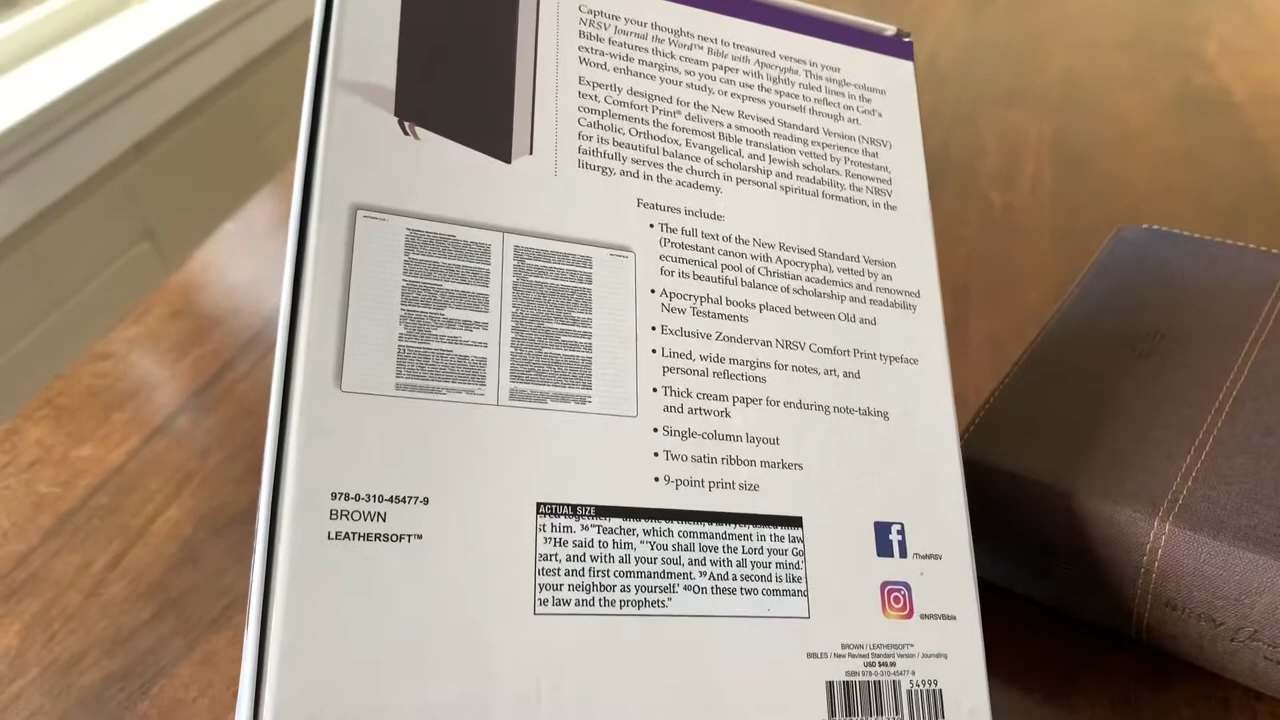 Capture your thoughts next to treasured verses in your
NRSV Journal the Word™ Bible with Apocrypha. This single-column
Bible features thick cream paper with lightly ruled lines in the
extra-wide margins, so you can use the space to reflect on God's
Word, enhance your study, or express yourself through art.
Expertly designed for the New Revised Standard Version (NRSV)
text, Comfort Print® delivers a smooth reading experience that
complements the foremost Bible translation vetted by Protestant,
Catholic, Orthodox, Evangelical, and Jewish scholars. Renowned
for its beautiful balance of scholarship and readability, the NRSV
faithfully serves the church in personal spiritual formation, in the
liturgy, and in the academy.
Features include:
• The full text of the New Revised Standard Version
(Protestant canon with Apocrypha), vetted by an
ecumenical pool of Christian academics and renowned
for its beautiful balance of scholarship and readability
• Apocryphal books placed between Old and
New Testaments
• Exclusive Zondervan NRSV Comfort Print typeface
• Lined, wide margins for notes, art, and
personal reflections
• Thick cream paper for enduring note-taking
and artwork
• Single-column layout
• Two satin ribbon markers
• 9-point print size
978-0-310-45477-9
BROWN
LEATHERSOFT™
ACTUAL SIZE
st him. 36"Teacher, which commandment in the law
37He said to him, "'You shall love the Lord your Go
eart, and with all your soul, and with all your mind.'
atest and first commandment. 39And a second is like
your neighbor as yourself.' 40On these two command
he law and the prophets."
/TheNRSV
@NRSVBible
BROWN / LEATHERSOFT™
BIBLES / New Revised Standard Version / Journaling
USD $49.99
ISBN 978-0-310-45477-9
54999